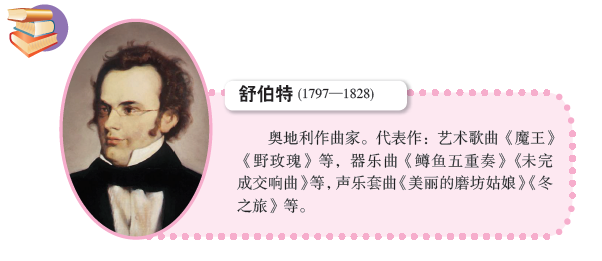 舒伯特 (1797—1828)
奥地利作曲家。代表作：艺术歌曲《魔王》
《野玫瑰》等，器乐曲《鳟鱼五重奏》《未完
成交响曲》等，声乐套曲《美丽的磨坊姑娘》《冬
之旅》等。